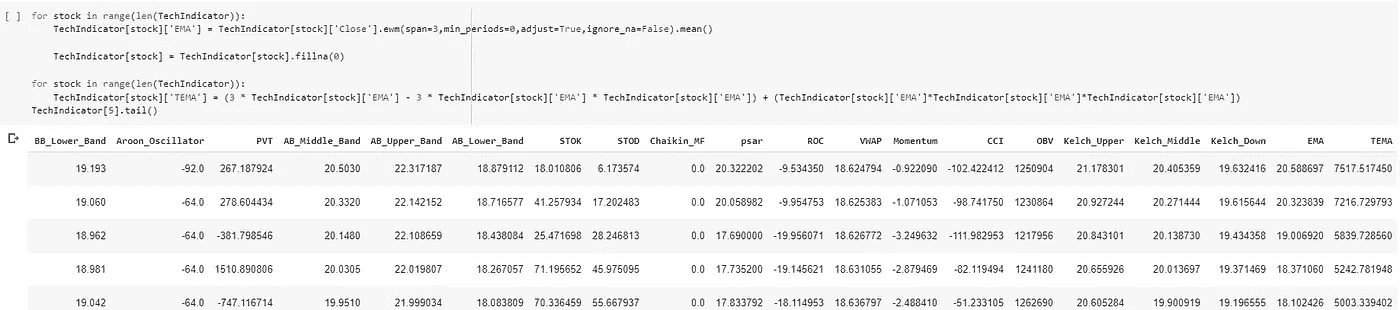 [ ] for stock in range(len(TechIndicator)):
TechIndicator[stock]['EMA'] = TechIndicator[stock]['Close'].ewm(span=3,min_periods=0,adjust=True,ignore_na=False).mean()
TechIndicator[stock] = TechIndicator[stock].fillna(0)
for stock in range(len(TechIndicator)):
TechIndicator[stock]['TEMA'] = (3 * TechIndicator[stock]['EMA'] - 3 * TechIndicator[stock]['EMA'] * TechIndicator[stock]['EMA']) + (TechIndicator[stock]['EMA']*TechIndicator[stock]['EMA']*TechIndicator[stock]['EMA'])
TechIndicator[5].tail()
BB_Lower_Band Aroon_Oscillator PVT AB_Middle_Band AB_Upper_Band AB_Lower_Band STOK STOD Chaikin_MF psar ROC VWAP Momentum CCI OBV Kelch_Upper Kelch_Middle Kelch_Down EMA TEMA
19.193 -92.0 267.187924 20.5030 22.317187 18.879112 18.010806 6.173574 0.0 20.322202 -9.534350 18.624794 -0.922090 -102.422412 1250904 21.178301 20.405359 19.632416 20.588697 7517.517450
19.060 -64.0 278.604434 20.3320 22.142152 18.716577 41.257934 17.202483 0.0 20.058982 -9.954753 18.625383 -1.071053 -98.741750 1230864 20.927244 20.271444 19.615644 20.323839 7216.729793
18.962 -64.0 -381.798546 20.1480 22.108659 18.438084 25.471698 28.246813 0.0 17.690000 -19.956071 18.626772 -3.249632 -111.982953 1217956 20.843101 20.138730 19.434358 19.006920 5839.728560
18.981 -64.0 1510.890806 20.0305 22.019807 18.267057 71.195652 45.975095 0.0 17.735200 -19.145621 18.631055 -2.879469 -82.119494 1241180 20.655926 20.013697 19.371469 18.371060 5242.781948
19.042 -64.0 -747.116714 19.9510 21.999034 18.083809 70.336459 55.667937 0.0 17.833792 -18.114953 18.636797 -2.488410 -51.233105 1262690 20.605284 19.900919 19.196555 18.102426 5003.339402